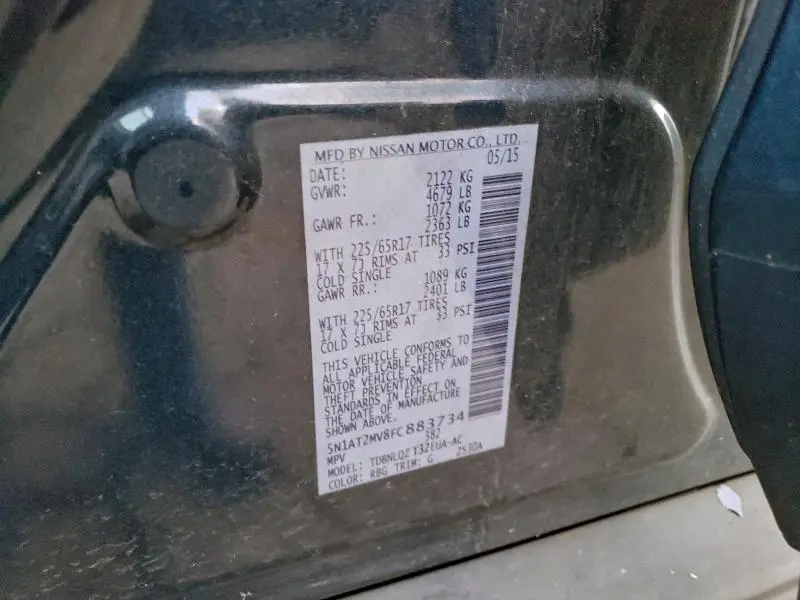 MFD BY NISSAN MOTOR CO., LTD.
DATE: 05/15
GVWR: 2122 KG
4679 LB
GAWR FR.: 1072 KG
2363 LB
WITH 225/65R17 TIRES
17 X 7J RIMS AT 33 PSI
COLD SINGLE
GAWR RR.: 1089 KG
2401 LB
WITH 225/65R17 TIRES
17 X 7J RIMS AT 33 PSI
COLD SINGLE
THIS VEHICLE CONFORMS TO
ALL APPLICABLE FEDERAL
MOTOR VEHICLE SAFETY AND
THEFT PREVENTION
STANDARDS IN EFFECT ON
THE DATE OF MANUFACTURE
SHOWN ABOVE.
5N1AT2MV8FC883734
MPV 382
MODEL: TDBNLQZ T32EUA-AC
COLOR: RBG TRIM: G 2S30A